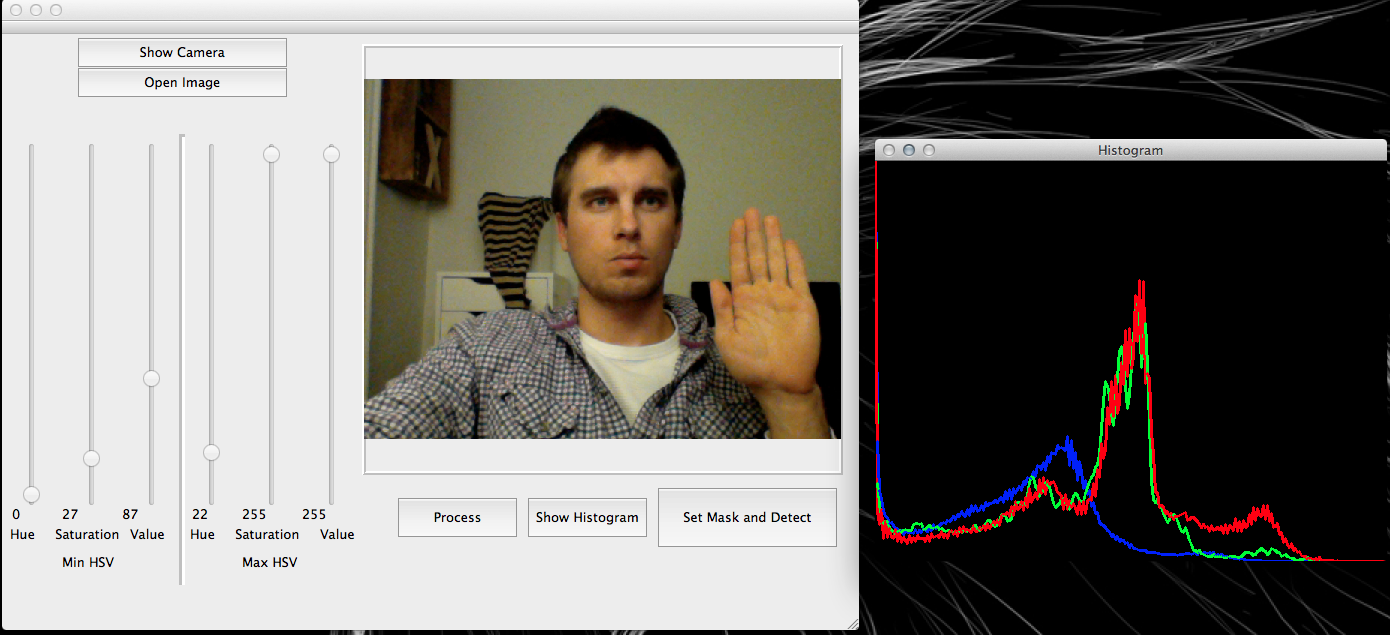 Show Camera
Open Image
0 27 87 22 255 255
Hue Saturation Value Hue Saturation Value
Min HSV Max HSV
Process Show Histogram Set Mask and Detect
Histogram